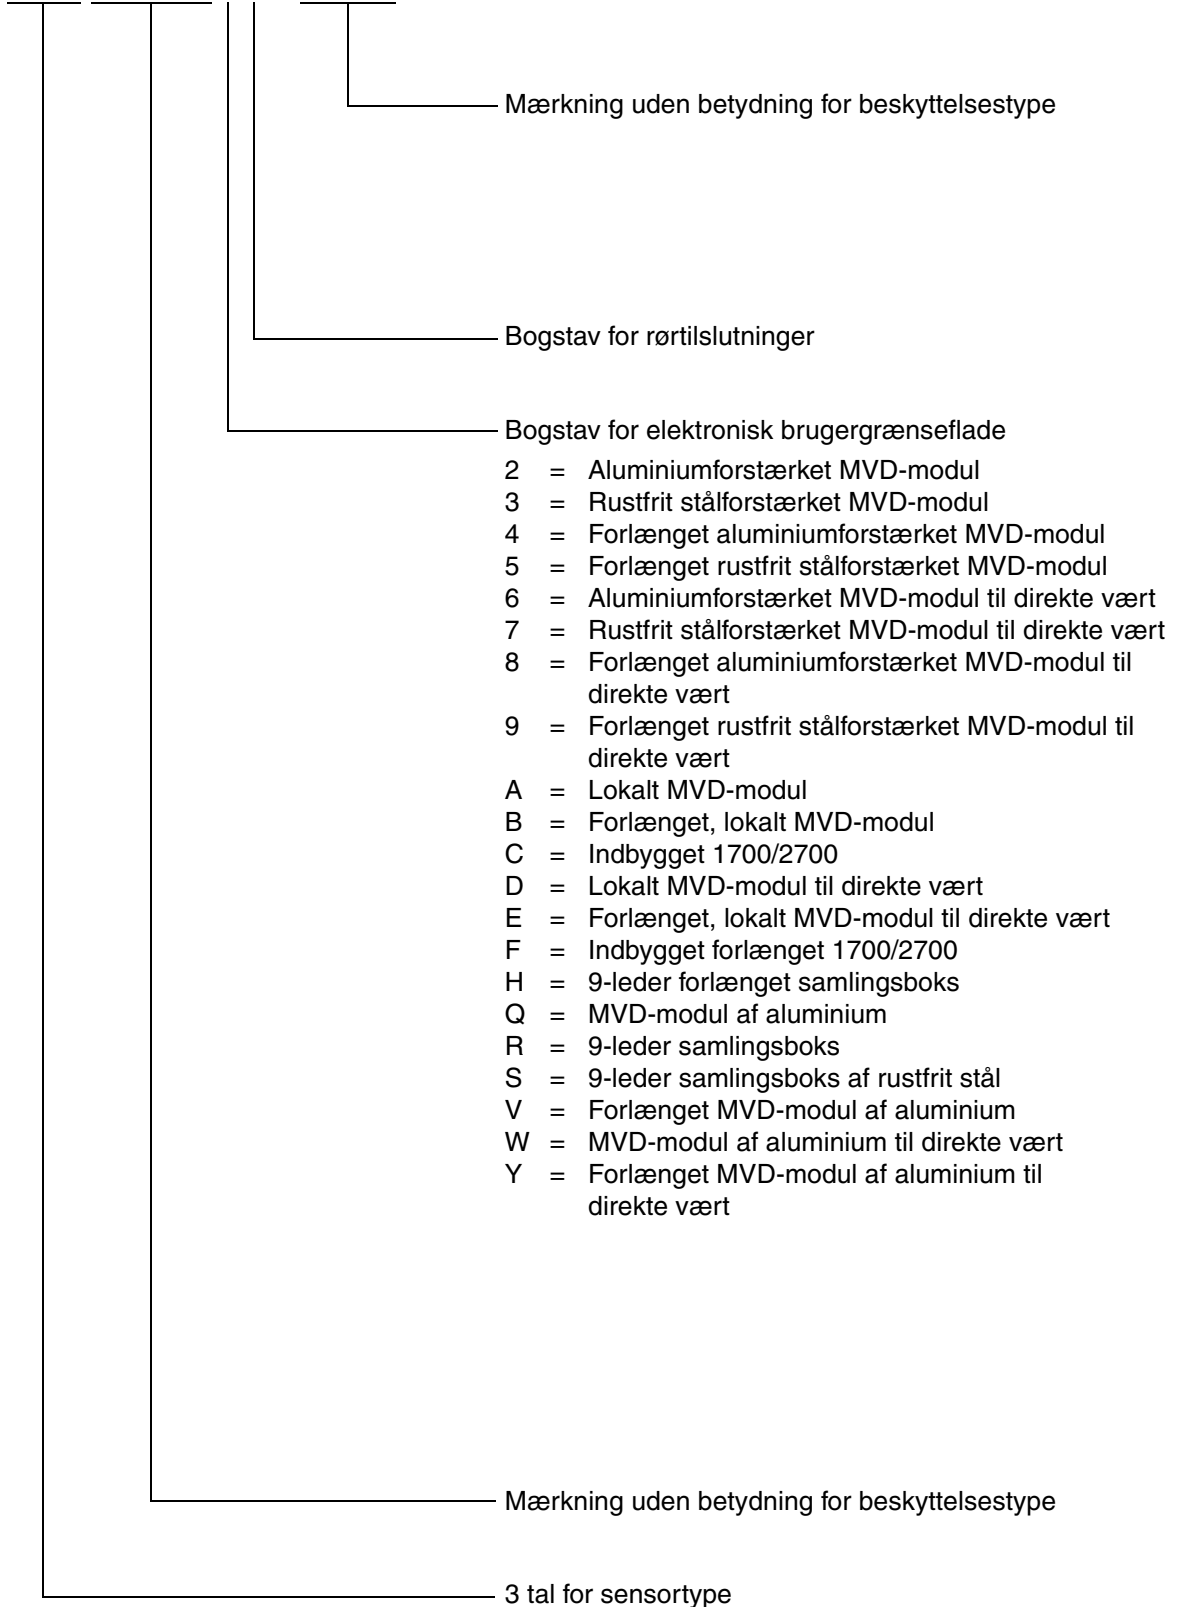 Mærkning uden betydning for beskyttelsestype
Bogstav for rørtilslutninger
Bogstav for elektronisk brugergrænseflade
2 = Aluminiumforstærket MVD-modul
3 = Rustfrit stålforstærket MVD-modul
4 = Forlænget aluminiumforstærket MVD-modul
5 = Forlænget rustfrit stålforstærket MVD-modul
6 = Aluminiumforstærket MVD-modul til direkte vært
7 = Rustfrit stålforstærket MVD-modul til direkte vært
8 = Forlænget aluminiumforstærket MVD-modul til
direkte vært
9 = Forlænget rustfrit stålforstærket MVD-modul til
direkte vært
A = Lokalt MVD-modul
B = Forlænget, lokalt MVD-modul
C = Indbygget 1700/2700
D = Lokalt MVD-modul til direkte vært
E = Forlænget, lokalt MVD-modul til direkte vært
F = Indbygget forlænget 1700/2700
H = 9-leder forlænget samlingsboks
Q = MVD-modul af aluminium
R = 9-leder samlingsboks
S = 9-leder samlingsboks af rustfrit stål
V = Forlænget MVD-modul af aluminium
W = MVD-modul af aluminium til direkte vært
Y = Forlænget MVD-modul af aluminium til
direkte vært
Mærkning uden betydning for beskyttelsestype
3 tal for sensortype